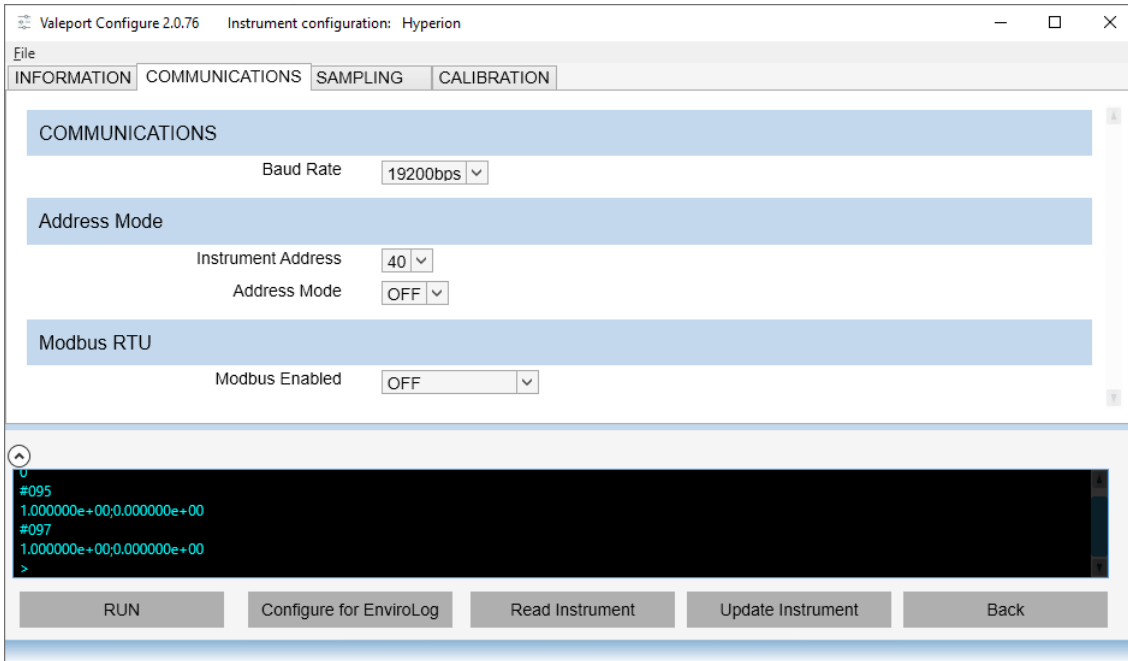 Valeport Configure 2.0.76 Instrument configuration: Hyperion
File
INFORMATION COMMUNICATIONS SAMPLING CALIBRATION
COMMUNICATIONS
Baud Rate 19200bps
Address Mode
Instrument Address 40
Address Mode OFF
Modbus RTU
Modbus Enabled OFF
0
#095
1.000000e+00;0.000000e+00
#097
1.000000e+00;0.000000e+00
>
RUN Configure for EnviroLog Read Instrument Update Instrument Back